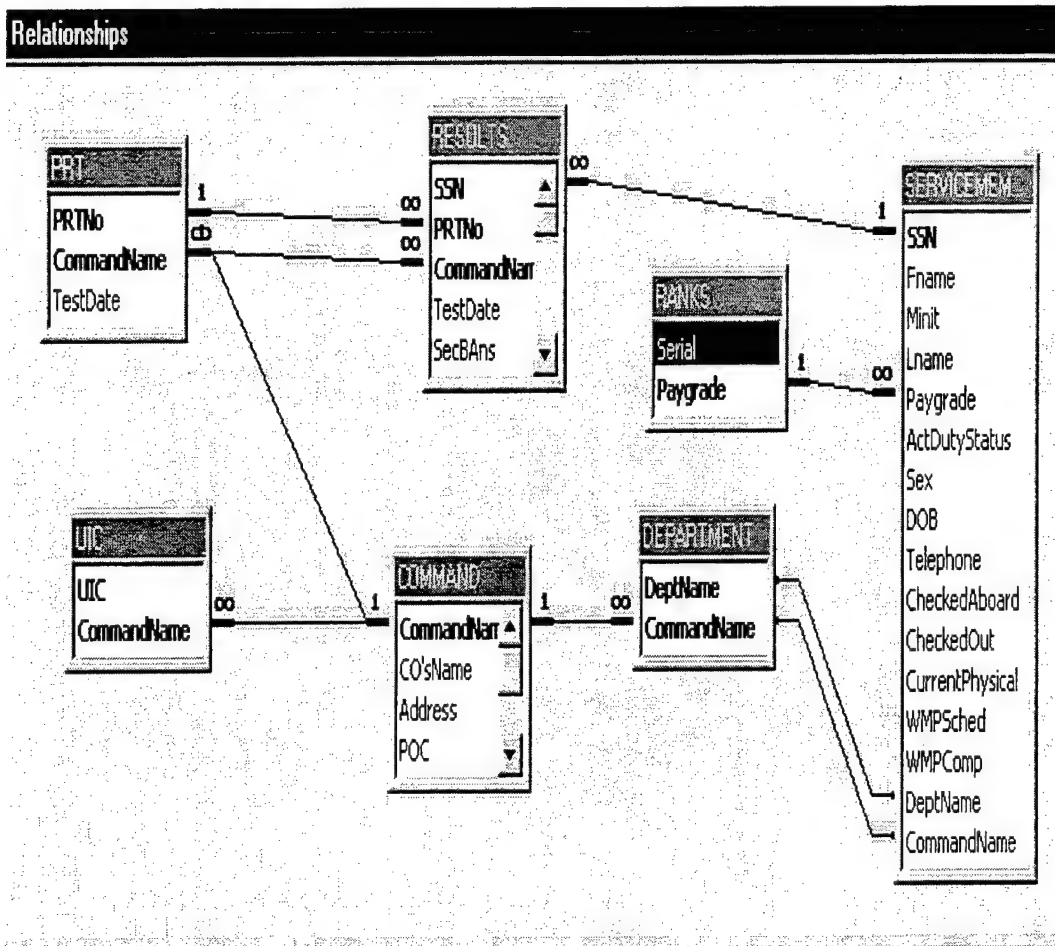 Relationships
PRT
PRTNo
CommandName
TestDate
1
cb
RESULTS
SSN
PRTNo
CommandNam
TestDate
SecBAns
∞
∞
∞
SERVICEMEM...
SSN
Fname
Minit
Lname
Paygrade
ActDutyStatus
Sex
DOB
Telephone
CheckedAboard
CheckedOut
CurrentPhysical
WMPSched
WMPComp
DeptName
CommandName
1
∞
RANKS
Serial
Paygrade
1
UIC
UIC
CommandName
∞
COMMAND
CommandNam
CO'sName
Address
POC
1
1
DEPARTMENT
DeptName
CommandName
∞